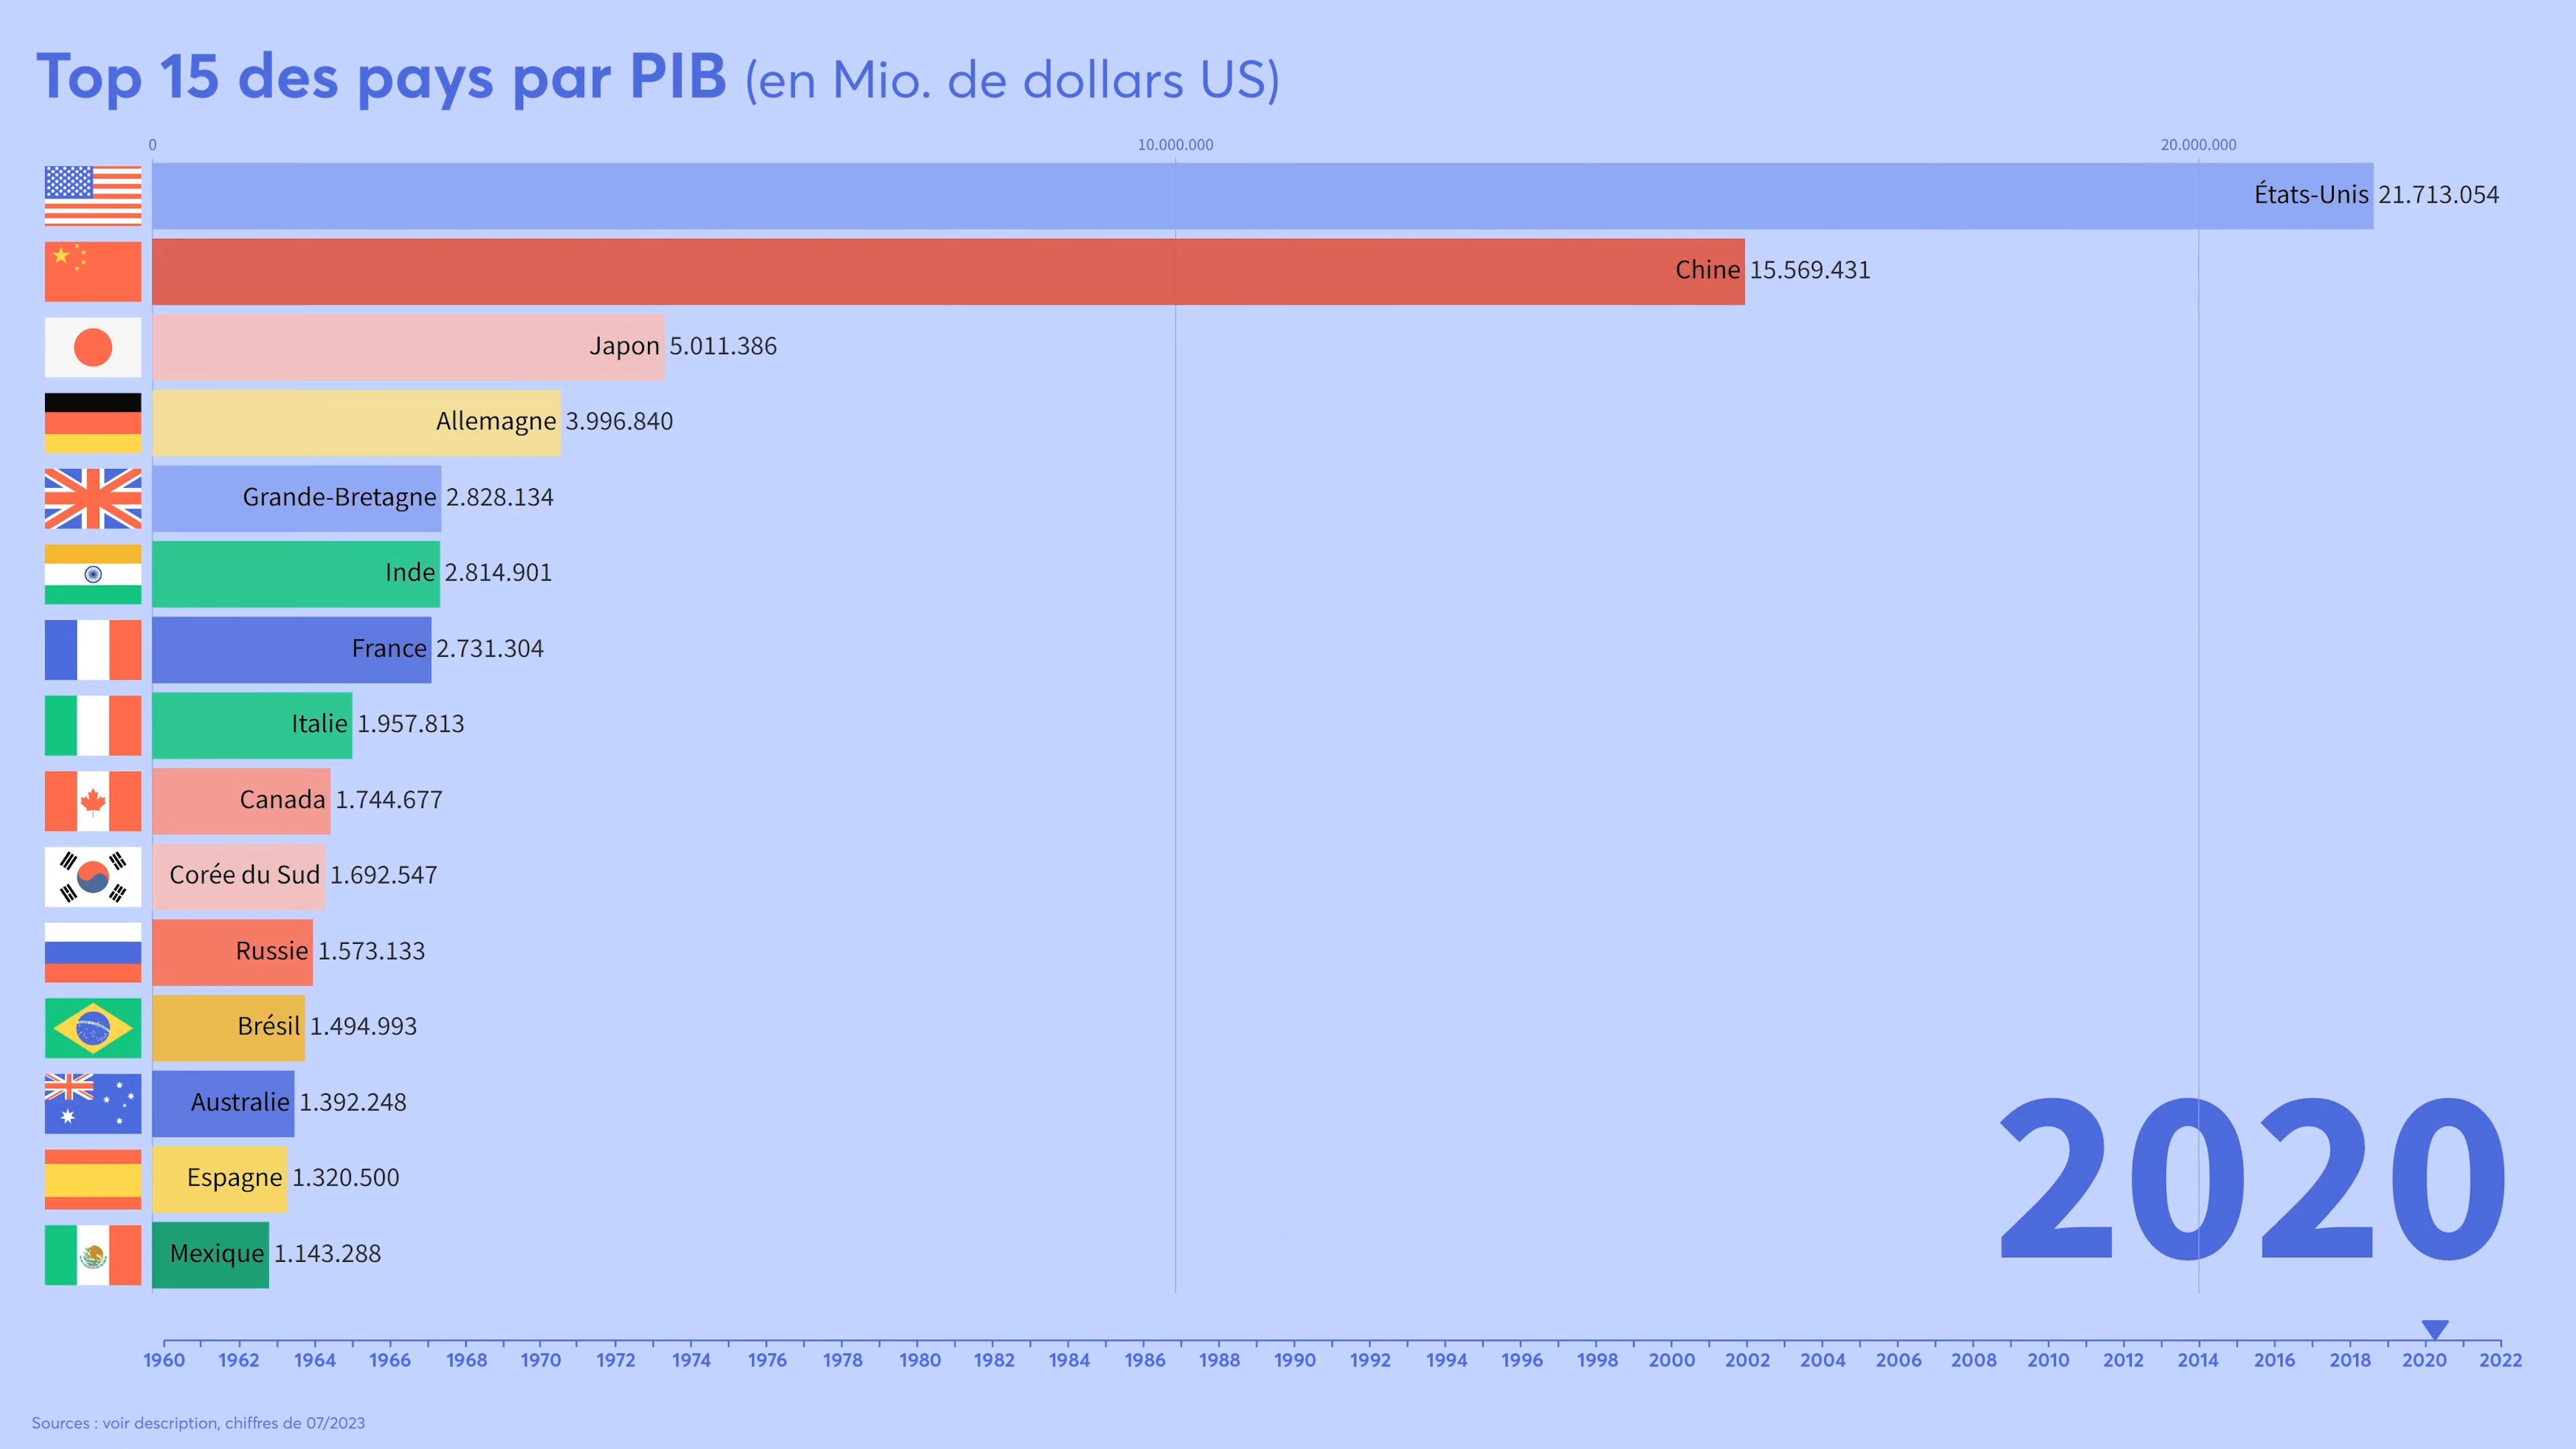 Top 15 des pays par PIB (en Mio. de dollars US)
0 10.000.000 20.000.000
États-Unis 21.713.054
Chine 15.569.431
Japon 5.011.386
Allemagne 3.996.840
Grande-Bretagne 2.828.134
Inde 2.814.901
France 2.731.304
Italie 1.957.813
Canada 1.744.677
Corée du Sud 1.692.547
Russie 1.573.133
Brésil 1.494.993
Australie 1.392.248
Espagne 1.320.500
Mexique 1.143.288
2020
1960 1962 1964 1966 1968 1970 1972 1974 1976 1978 1980 1982 1984 1986 1988 1990 1992 1994 1996 1998 2000 2002 2004 2006 2008 2010 2012 2014 2016 2018 2020 2022
Sources : voir description, chiffres de 07/2023